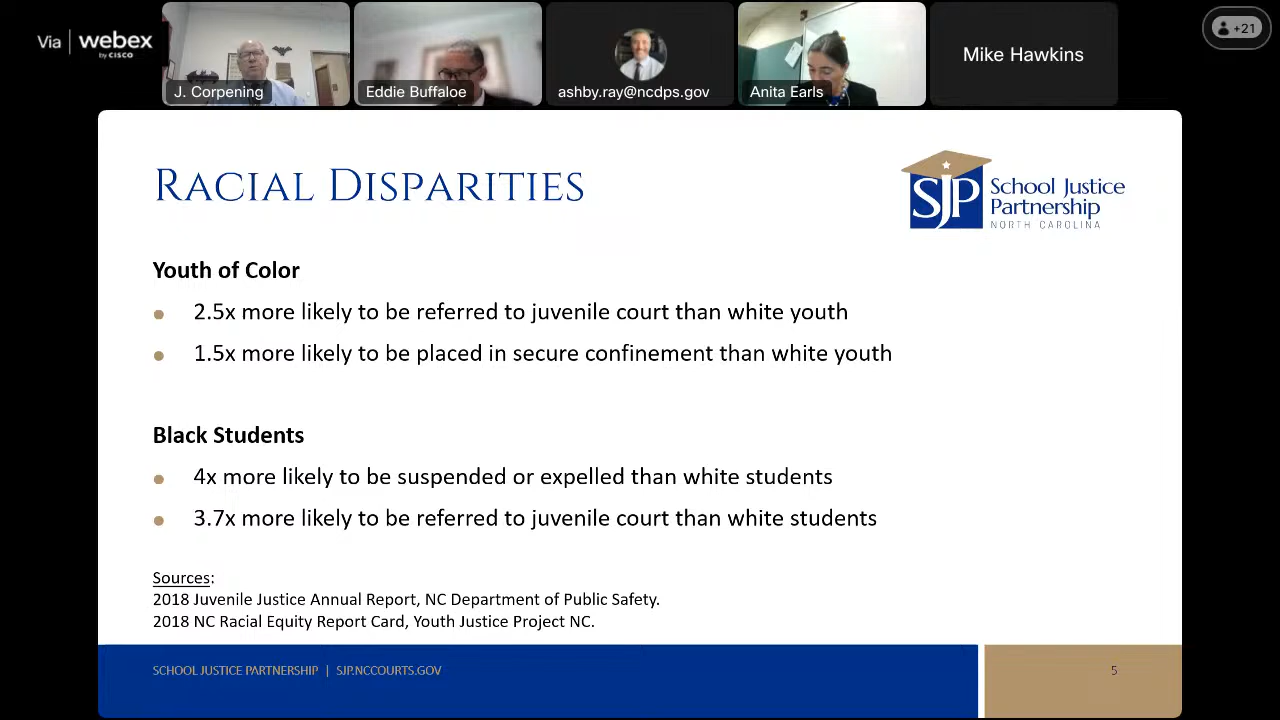 Via webex
by CISCO
J. Corpening
Eddie Buffaloe
ashby.ray@ncdps.gov
Anita Earls
Mike Hawkins
+21
RACIAL DISPARITIES
SJP School Justice
Partnership
NORTH CAROLINA
Youth of Color
• 2.5x more likely to be referred to juvenile court than white youth
• 1.5x more likely to be placed in secure confinement than white youth
Black Students
• 4x more likely to be suspended or expelled than white students
• 3.7x more likely to be referred to juvenile court than white students
Sources:
2018 Juvenile Justice Annual Report, NC Department of Public Safety.
2018 NC Racial Equity Report Card, Youth Justice Project NC.
SCHOOL JUSTICE PARTNERSHIP | SJP.NCCOURTS.GOV
5